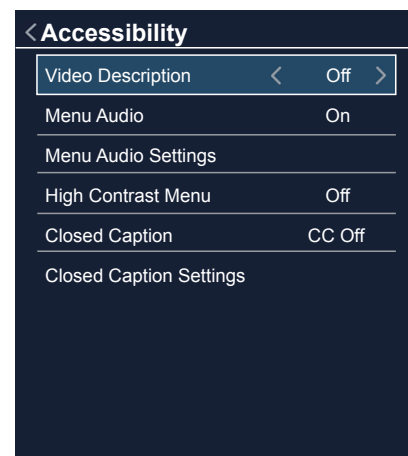 Accessibility
Video Description Off
Menu Audio On
Menu Audio Settings
High Contrast Menu Off
Closed Caption CC Off
Closed Caption Settings